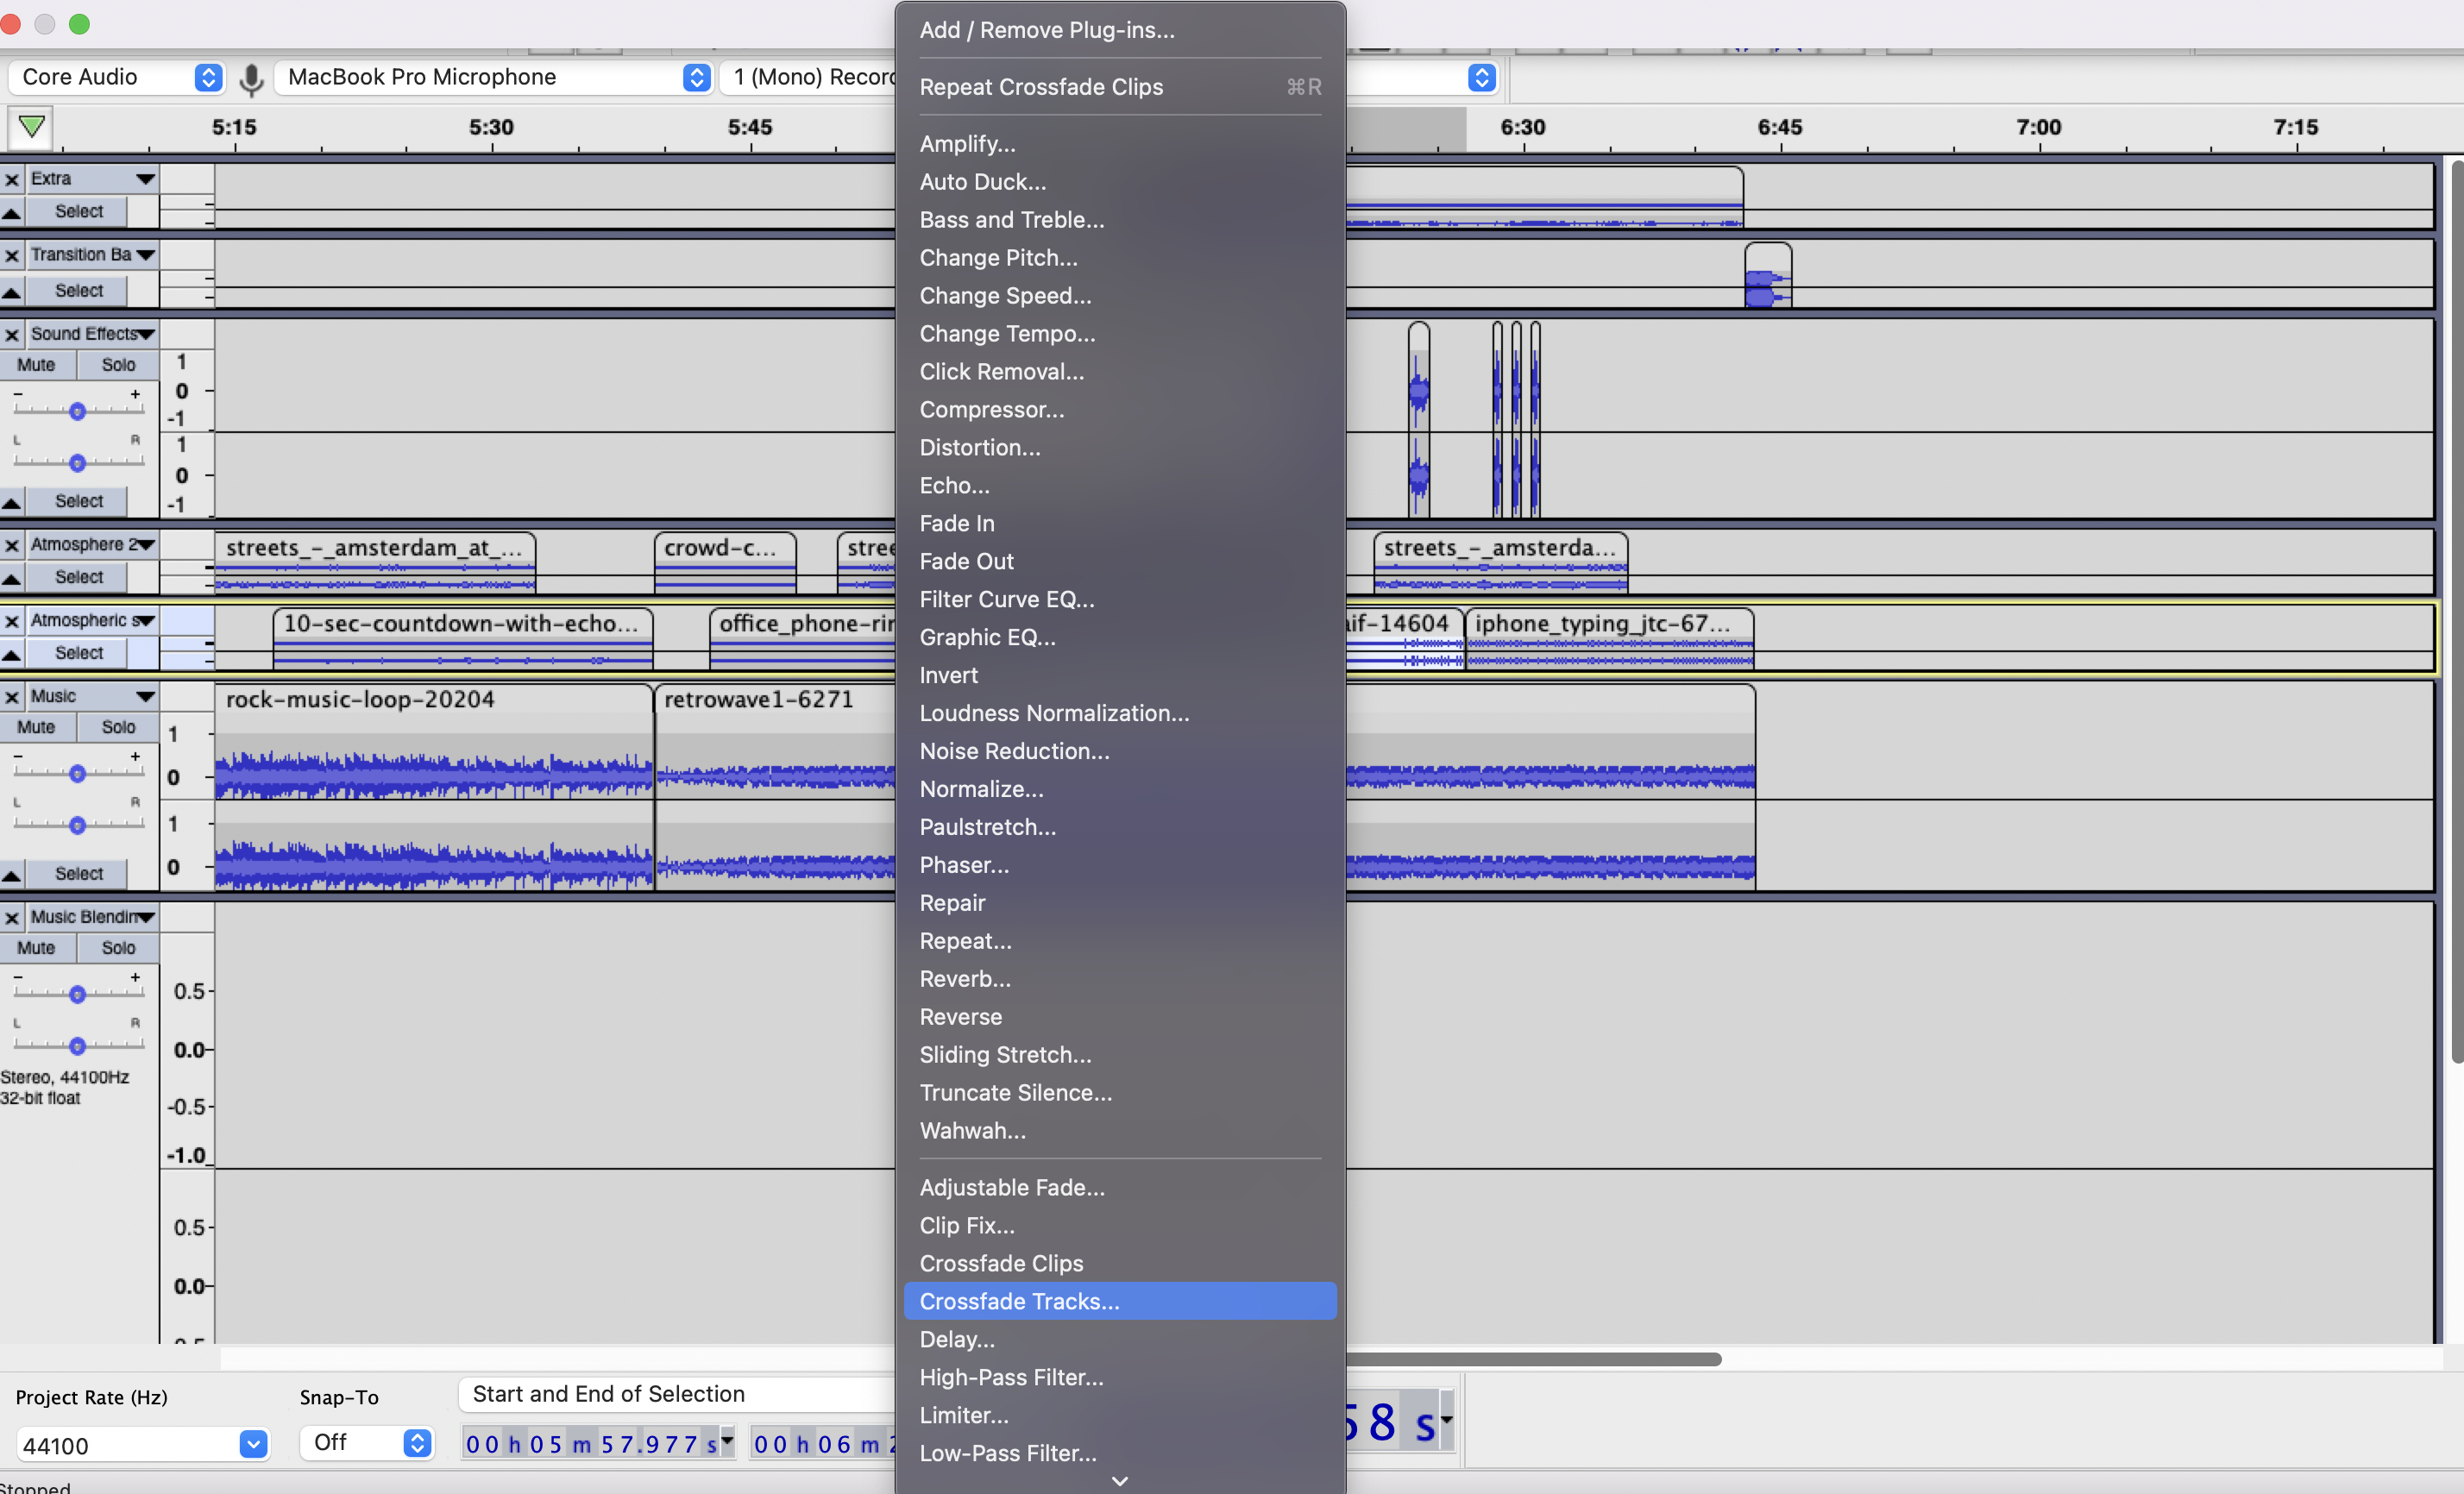 Core Audio
MacBook Pro Microphone
1 (Mono) Recor
5:15
5:30
5:45
6:30
6:45
7:00
7:15
Extra
Select
Transition Ba
Select
Sound Effects
Mute Solo
- +
L R
Select
1
0
-1
1
0
-1
Atmosphere 2
Select
streets_-_amsterdam_at_...
crowd-c...
stree
streets_-_amsterda...
Atmospheric s
Select
10-sec-countdown-with-echo...
office_phone-rin
aif-14604
iphone_typing_jtc-67...
Music
Mute Solo
- +
L R
Select
1
0
1
0
rock-music-loop-20204
retrowave1-6271
Music Blendin
Mute Solo
- +
L R
Stereo, 44100Hz
32-bit float
0.5
0.0
-0.5
-1.0
0.5
0.0
Add / Remove Plug-ins...
Repeat Crossfade Clips ⌘R
Amplify...
Auto Duck...
Bass and Treble...
Change Pitch...
Change Speed...
Change Tempo...
Click Removal...
Compressor...
Distortion...
Echo...
Fade In
Fade Out
Filter Curve EQ...
Graphic EQ...
Invert
Loudness Normalization...
Noise Reduction...
Normalize...
Paulstretch...
Phaser...
Repair
Repeat...
Reverb...
Reverse
Sliding Stretch...
Truncate Silence...
Wahwah...
Adjustable Fade...
Clip Fix...
Crossfade Clips
Crossfade Tracks...
Delay...
High-Pass Filter...
Limiter...
Low-Pass Filter...
Project Rate (Hz)
44100
Snap-To
Off
Start and End of Selection
00 h 05 m 57.977 s
00 h 06 m 2
58 s
Stopped